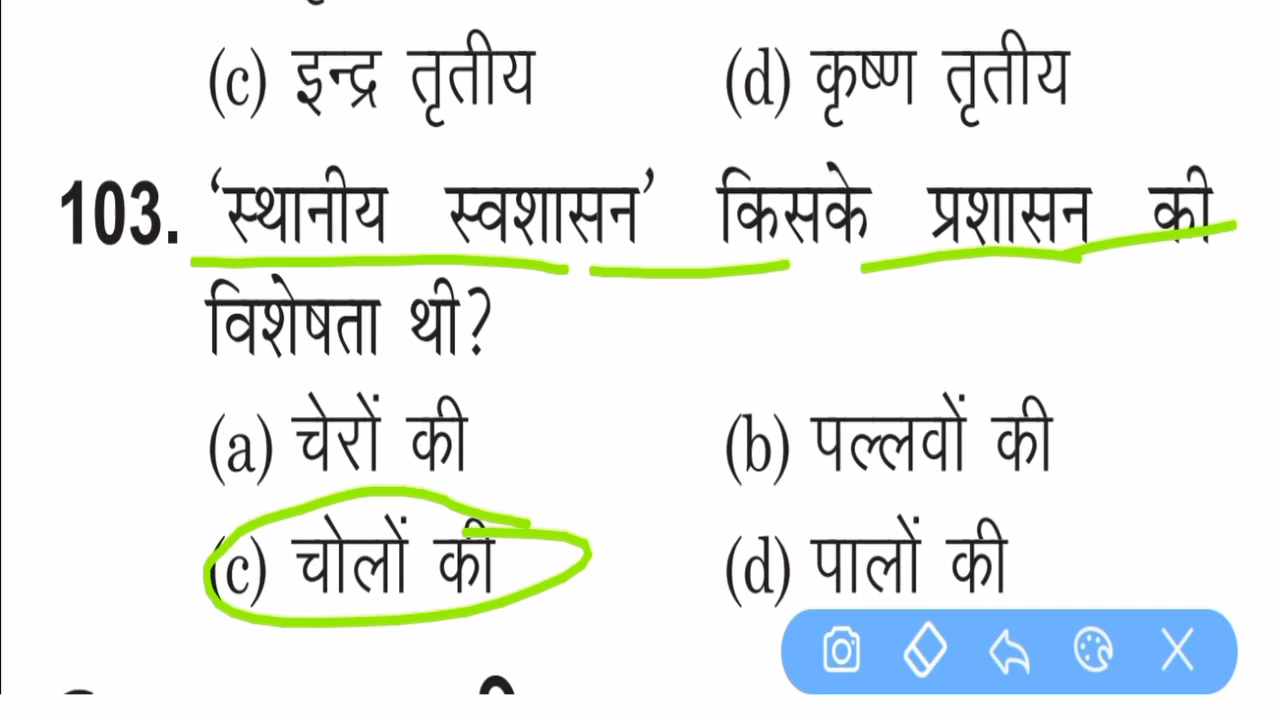 (c) इन्द्र तृतीय (d) कृष्ण तृतीय
103. ‘स्थानीय स्वशासन’ किसके प्रशासन की
विशेषता थी?
(a) चेरों की (b) पल्लवों की
(c) चोलों की (d) पालों की